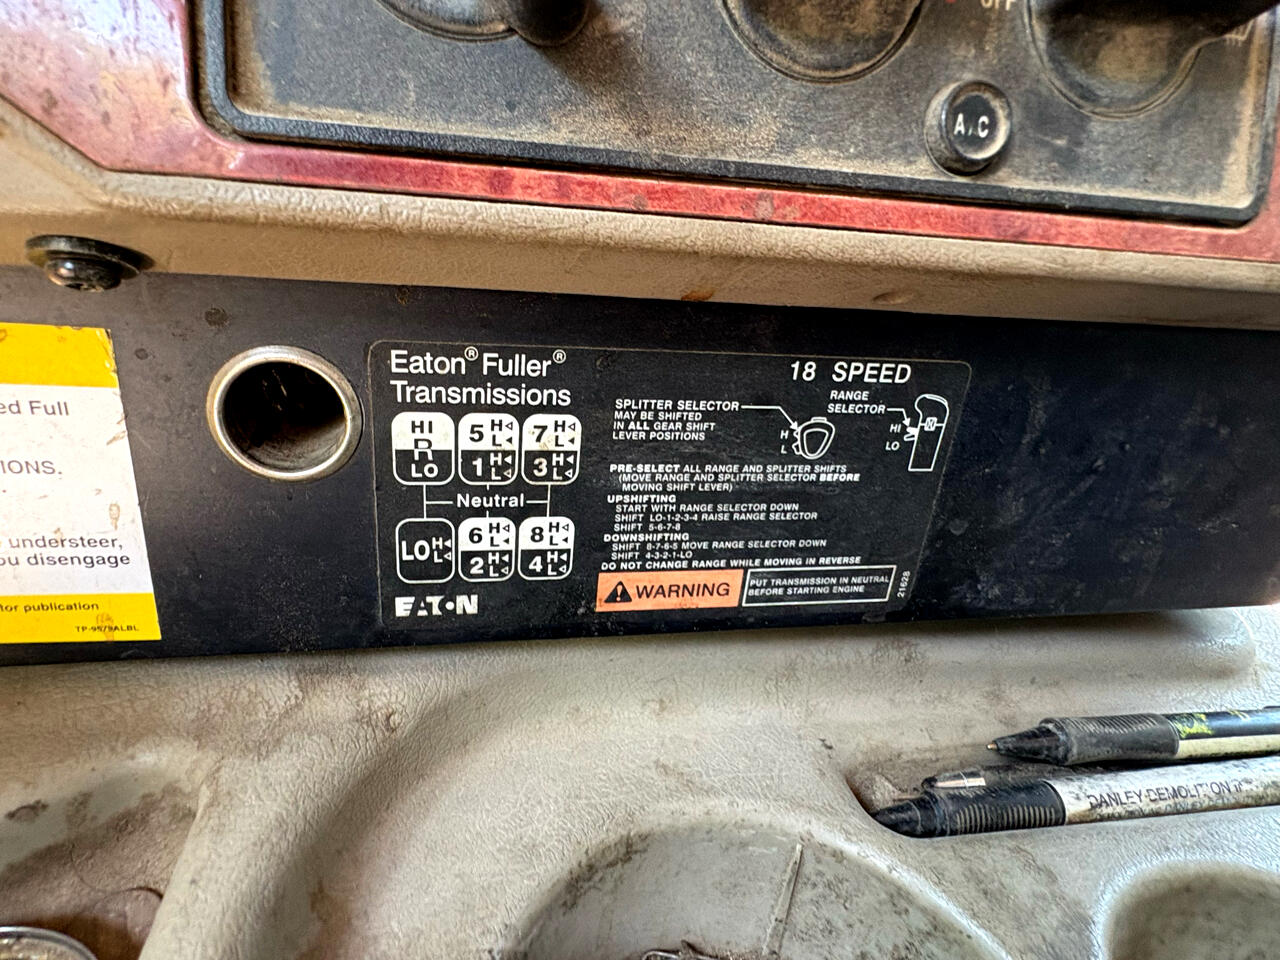 OFF
A/C
ed Full
IONS.
understeer,
ou disengage
for publication
TP-9579ALBL
Eaton® Fuller®
Transmissions
18 SPEED
HI
R
LO
5 H L
1 H L
7 H L
3 H L
Neutral
LO H L
6 H L
2 H L
8 H L
4 H L
EATON
SPLITTER SELECTOR
MAY BE SHIFTED
IN ALL GEAR SHIFT
LEVER POSITIONS
H
L
RANGE
SELECTOR
HI
LO
PRE-SELECT ALL RANGE AND SPLITTER SHIFTS
(MOVE RANGE AND SPLITTER SELECTOR BEFORE
MOVING SHIFT LEVER)
UPSHIFTING
START WITH RANGE SELECTOR DOWN
SHIFT LO-1-2-3-4 RAISE RANGE SELECTOR
SHIFT 5-6-7-8
DOWNSHIFTING
SHIFT 8-7-6-5 MOVE RANGE SELECTOR DOWN
SHIFT 4-3-2-1-LO
DO NOT CHANGE RANGE WHILE MOVING IN REVERSE
WARNING
PUT TRANSMISSION IN NEUTRAL
BEFORE STARTING ENGINE
21628
DANLEY DEMOLITION